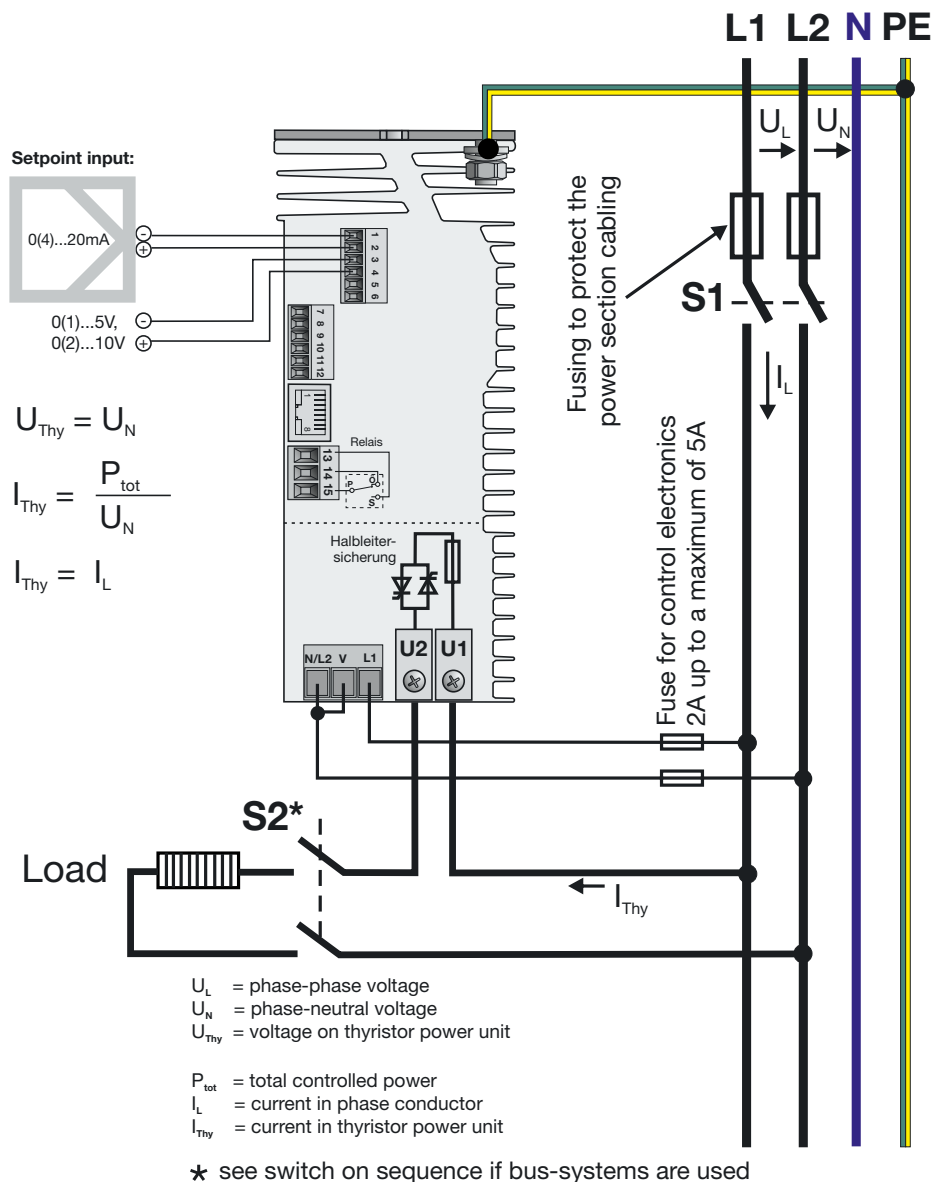 L1 L2 N PE
U_L U_N
Setpoint input:
0(4)...20mA
-
+
0(1)...5V,
0(2)...10V
-
+
1
2
3
4
5
6
7
8
9
10
11
12
1
8
Relais
13
14
15
P
Ö
S
Fusing to protect the
power section cabling
S1
I_L
U_Thy = U_N
I_Thy = P_tot / U_N
I_Thy = I_L
Halbleiter-
sicherung
U2 U1
N/L2 V L1
Fuse for control electronics
2A up to a maximum of 5A
S2*
Load
I_Thy
U_L = phase-phase voltage
U_N = phase-neutral voltage
U_Thy = voltage on thyristor power unit
P_tot = total controlled power
I_L = current in phase conductor
I_Thy = current in thyristor power unit
* see switch on sequence if bus-systems are used